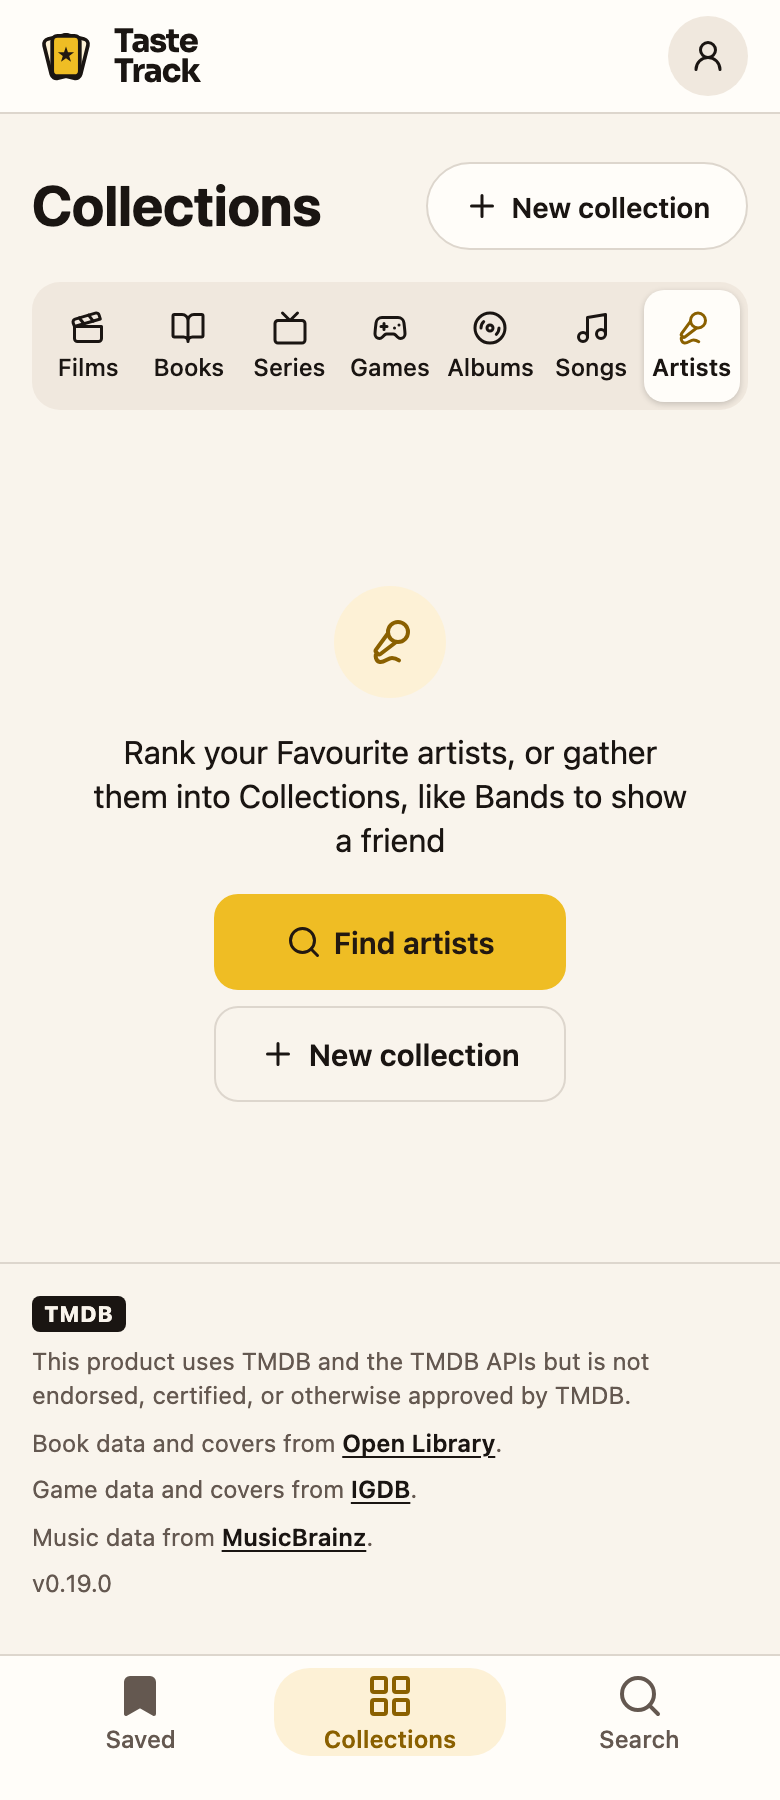 Taste
Track
Collections
New collection
Films
Books
Series
Games
Albums
Songs
Artists
Rank your Favourite artists, or gather
them into Collections, like Bands to show
a friend
Find artists
New collection
TMDB
This product uses TMDB and the TMDB APIs but is not
endorsed, certified, or otherwise approved by TMDB.
Book data and covers from Open Library.
Game data and covers from IGDB.
Music data from MusicBrainz.
v0.19.0
Saved
Collections
Search